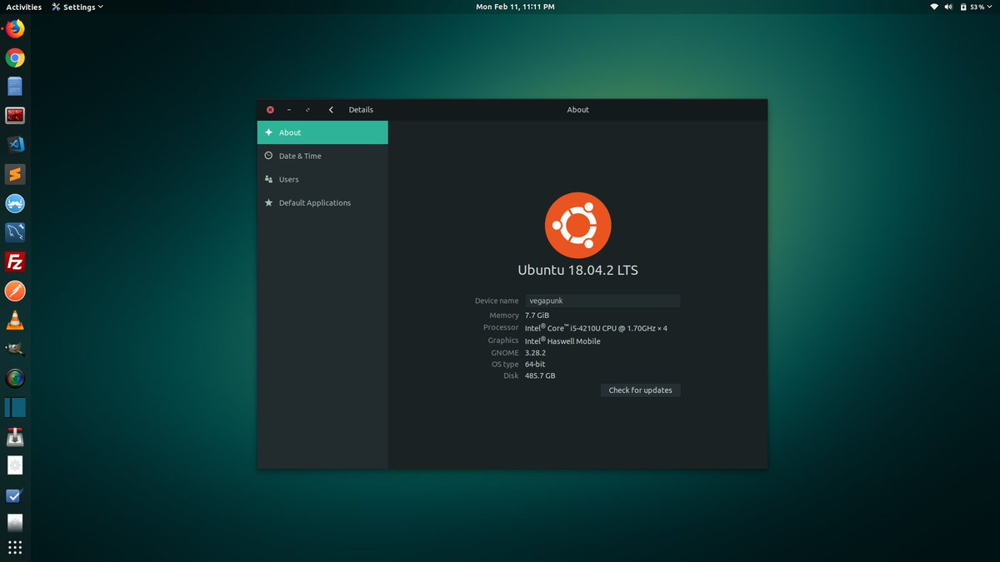 Activities Settings Mon Feb 11, 11:11 PM 53 %
Details About
About
Date & Time
Users
Default Applications
Ubuntu 18.04.2 LTS
Device name vegapunk
Memory 7.7 GiB
Processor Intel® Core™ i5-4210U CPU @ 1.70GHz × 4
Graphics Intel® Haswell Mobile
GNOME 3.28.2
OS type 64-bit
Disk 485.7 GB
Check for updates
Fz